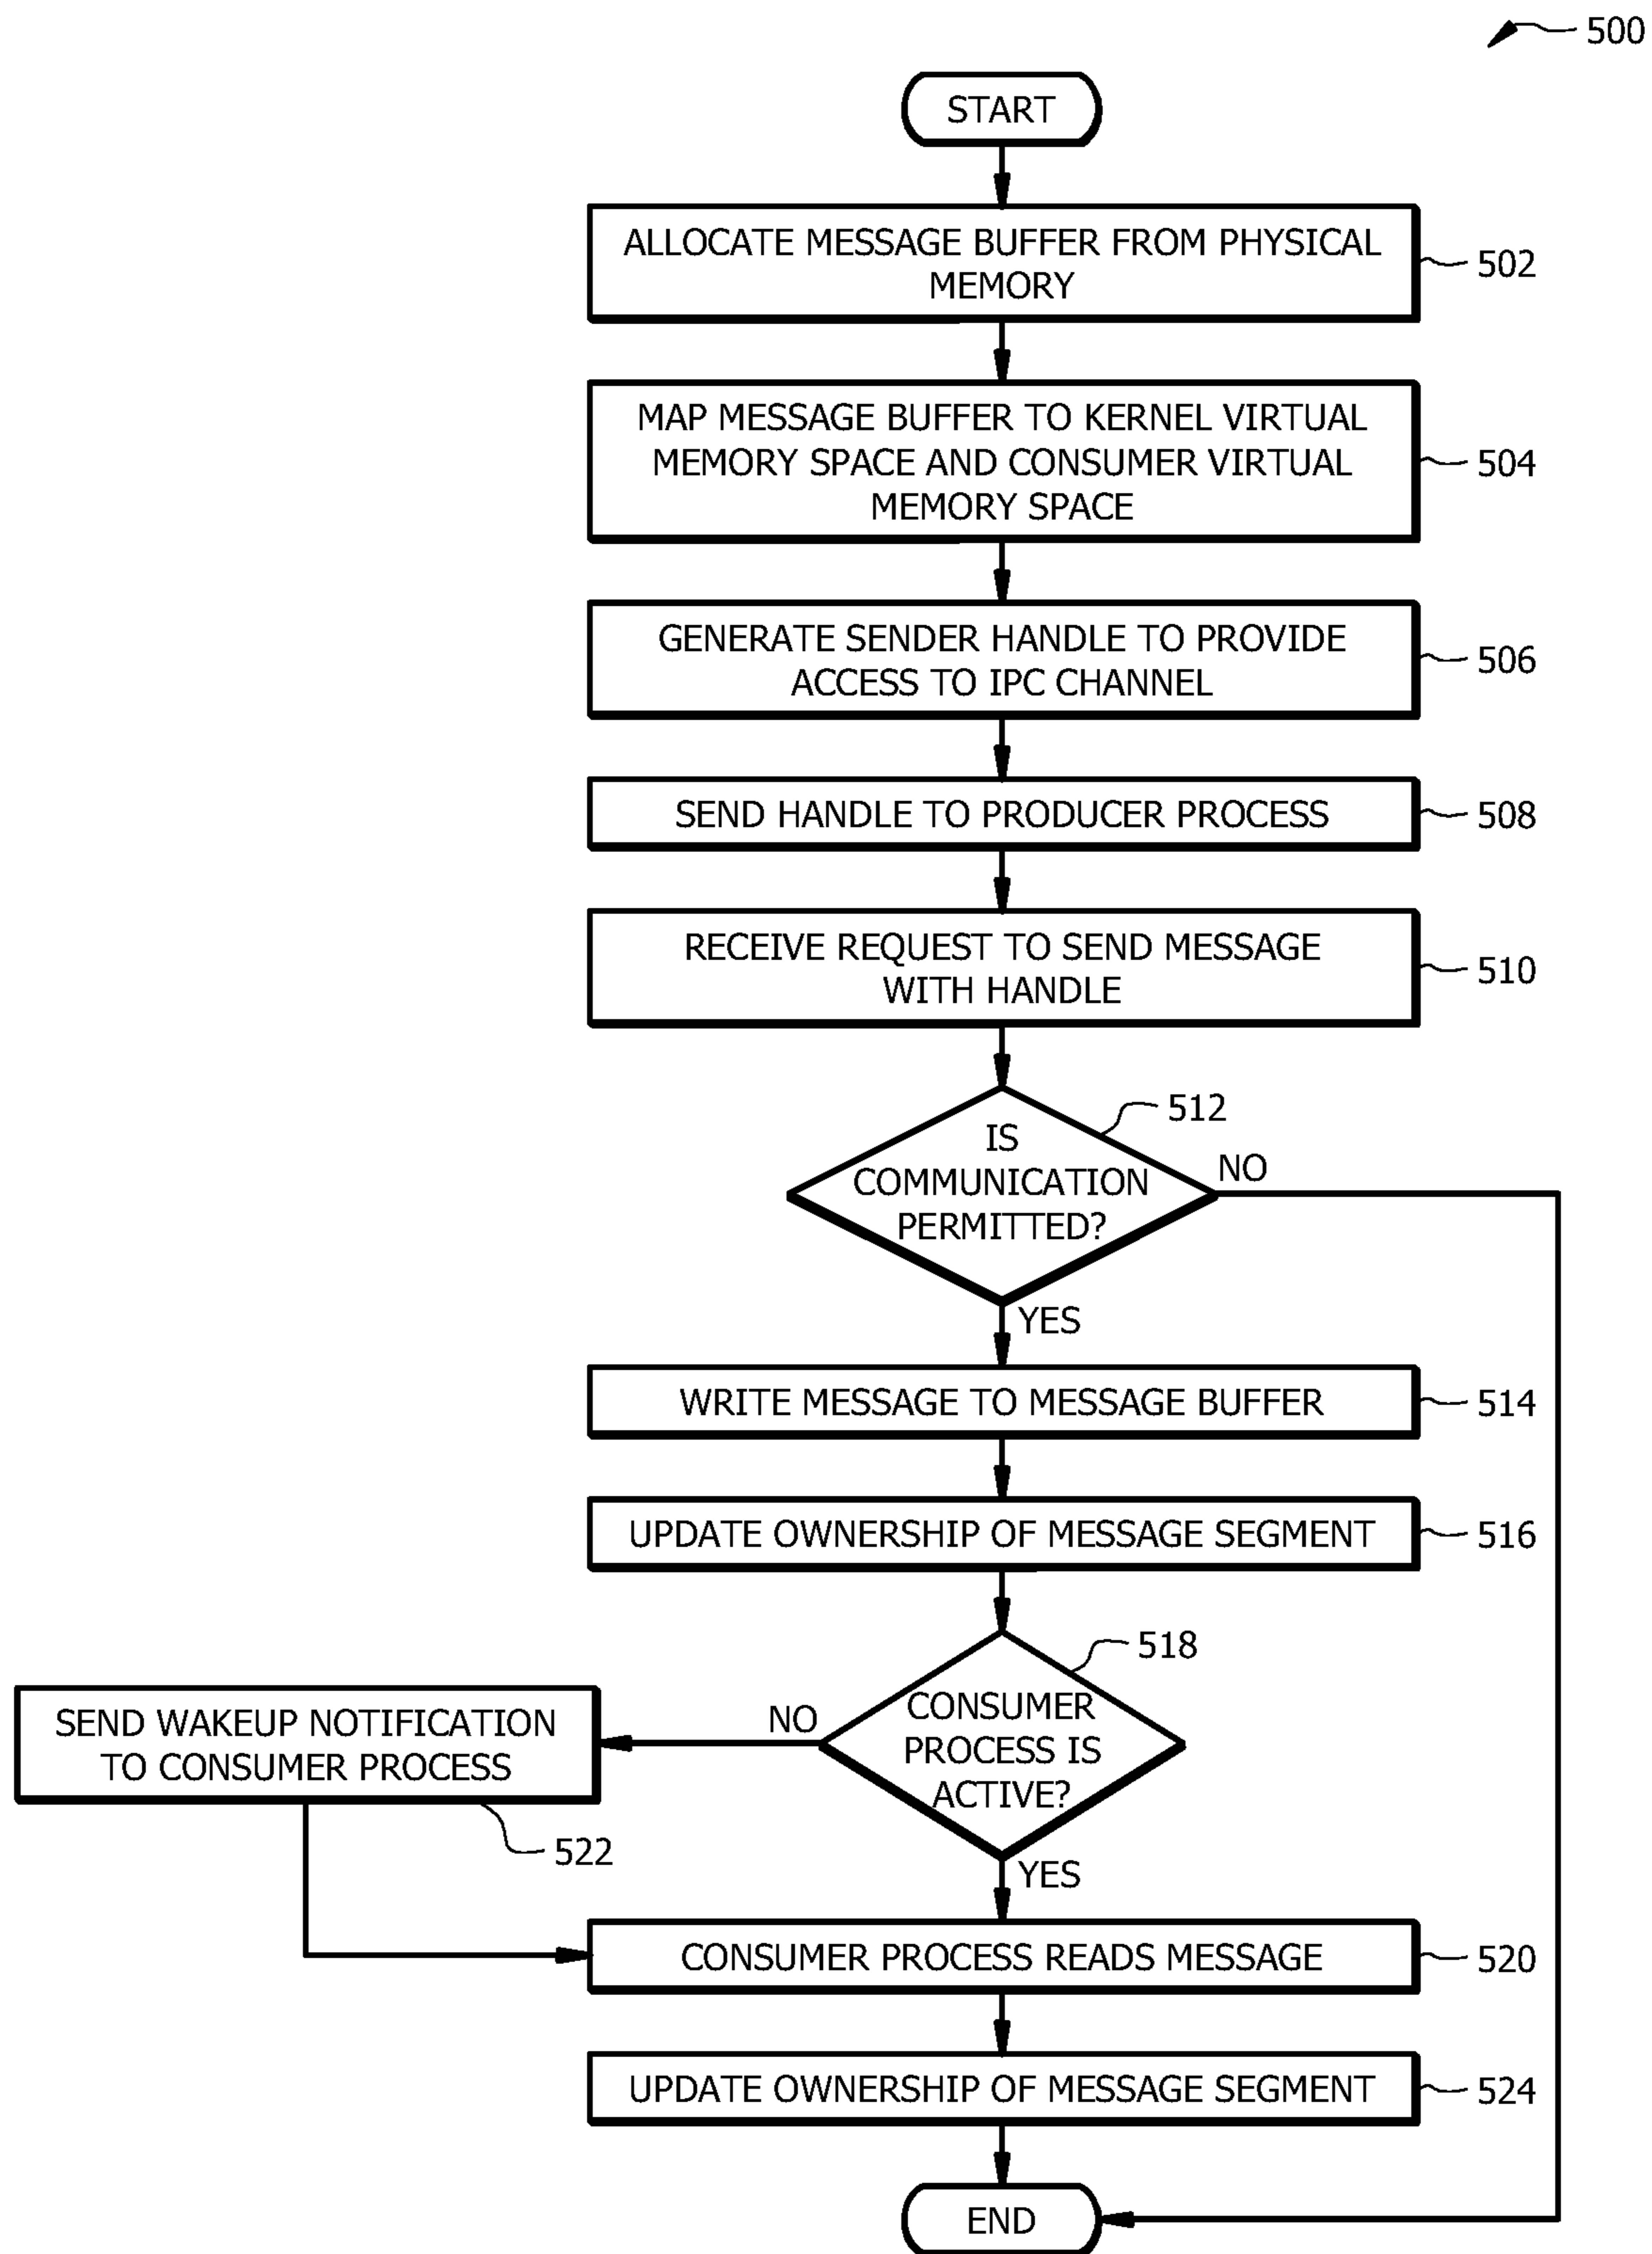 500
START
ALLOCATE MESSAGE BUFFER FROM PHYSICAL
MEMORY
502
MAP MESSAGE BUFFER TO KERNEL VIRTUAL
MEMORY SPACE AND CONSUMER VIRTUAL
MEMORY SPACE
504
GENERATE SENDER HANDLE TO PROVIDE
ACCESS TO IPC CHANNEL
506
SEND HANDLE TO PRODUCER PROCESS
508
RECEIVE REQUEST TO SEND MESSAGE
WITH HANDLE
510
512
IS
COMMUNICATION
PERMITTED?
NO
YES
WRITE MESSAGE TO MESSAGE BUFFER
514
UPDATE OWNERSHIP OF MESSAGE SEGMENT
516
518
CONSUMER
PROCESS IS
ACTIVE?
NO
SEND WAKEUP NOTIFICATION
TO CONSUMER PROCESS
522
YES
CONSUMER PROCESS READS MESSAGE
520
UPDATE OWNERSHIP OF MESSAGE SEGMENT
524
END